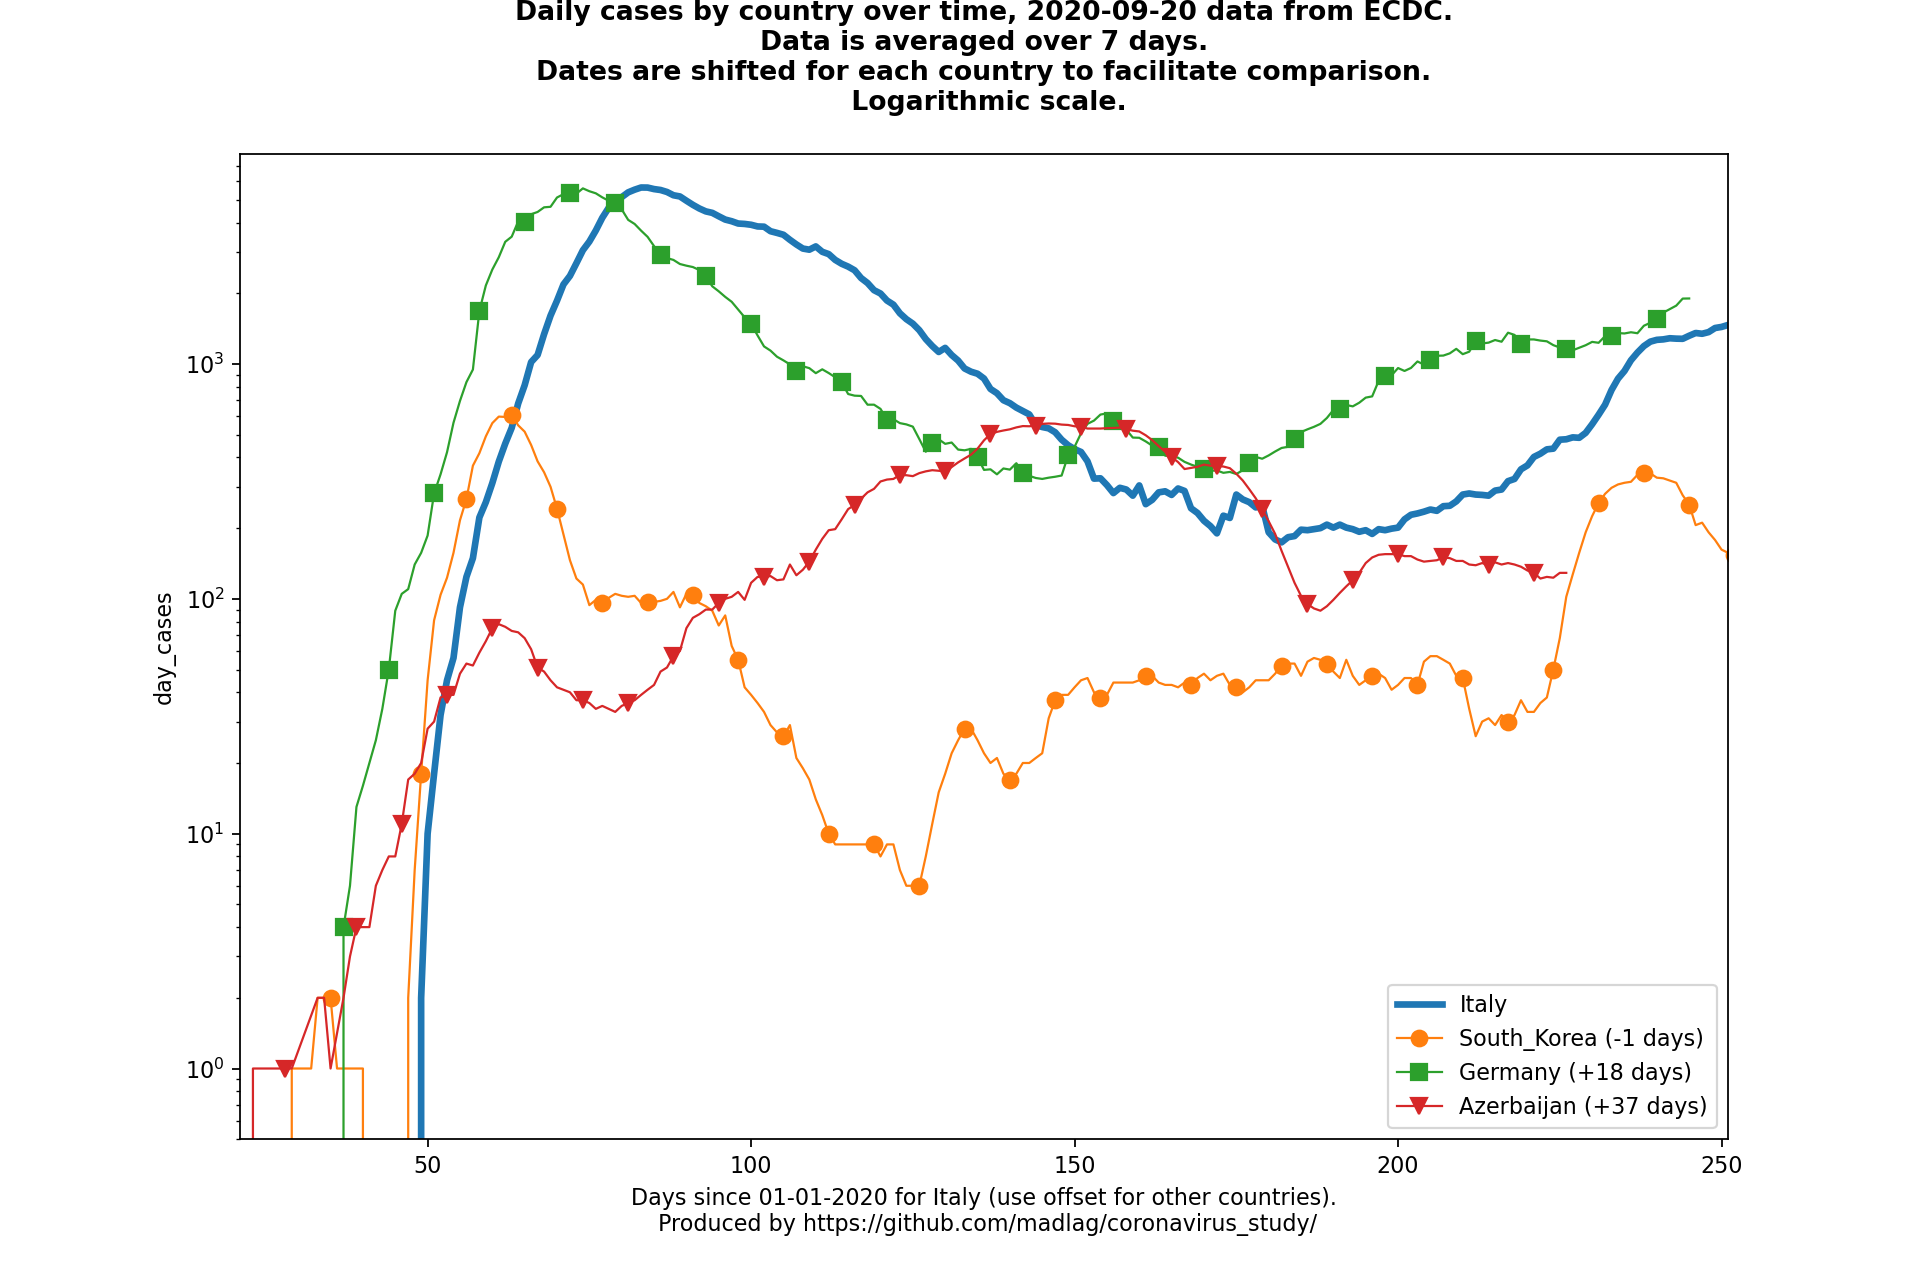 Daily cases by country over time, 2020-09-20 data from ECDC.
Data is averaged over 7 days.
Dates are shifted for each country to facilitate comparison.
Logarithmic scale.
10³
10²
10¹
10⁰
day_cases
50
100
150
200
250
Italy
South_Korea (-1 days)
Germany (+18 days)
Azerbaijan (+37 days)
Days since 01-01-2020 for Italy (use offset for other countries).
Produced by https://github.com/madlag/coronavirus_study/